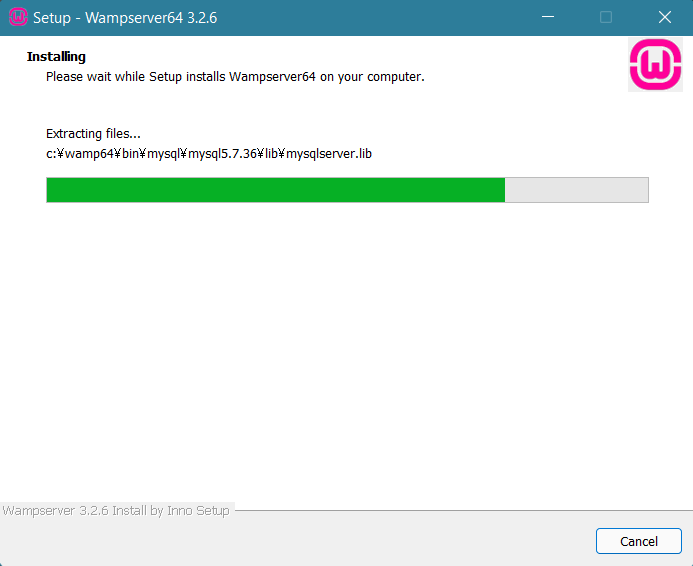 Setup - Wampserver64 3.2.6
Installing
Please wait while Setup installs Wampserver64 on your computer.
Extracting files...
c:¥wamp64¥bin¥mysql¥mysql5.7.36¥lib¥mysqlserver.lib
Wampserver 3.2.6 Install by Inno Setup
Cancel